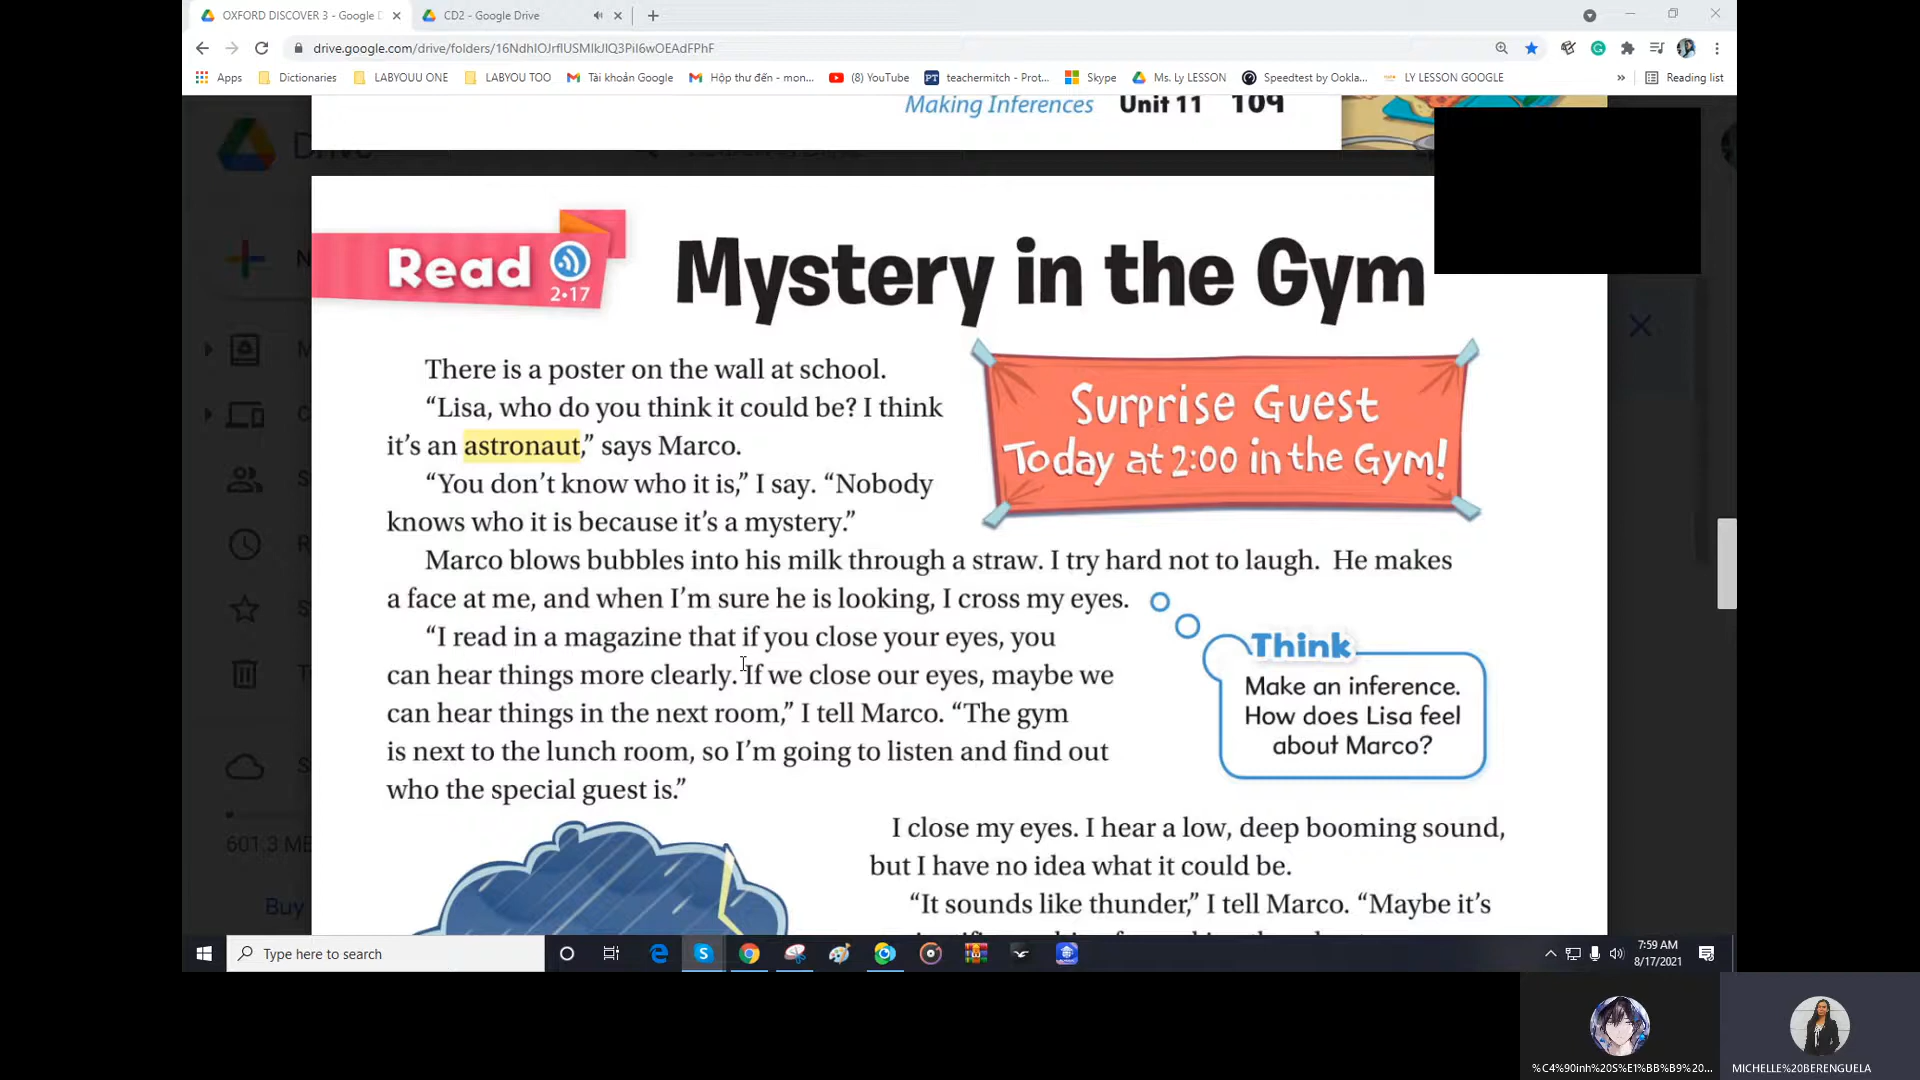 OXFORD DISCOVER 3 - Google D
CD2 - Google Drive
drive.google.com/drive/folders/16NdhIOJrflUSMlkJlQ3Pil6wOEAdFPhF
Apps
Dictionaries
LABYOUU ONE
LABYOU TOO
Tài khoản Google
Hộp thư đến - mon...
(8) YouTube
PT
teachermitch - Prot...
Skype
Ms. Ly LESSON
Speedtest by Ookla...
LY LESSON GOOGLE
»
Reading list
Making Inferences Unit 11 109
Read
2•17
Mystery in the Gym
There is a poster on the wall at school.
“Lisa, who do you think it could be? I think
it’s an astronaut,” says Marco.
“You don’t know who it is,” I say. “Nobody
knows who it is because it’s a mystery.”
Surprise Guest
Today at 2:00 in the Gym!
Marco blows bubbles into his milk through a straw. I try hard not to laugh. He makes
a face at me, and when I’m sure he is looking, I cross my eyes.
“I read in a magazine that if you close your eyes, you
can hear things more clearly. If we close our eyes, maybe we
can hear things in the next room,” I tell Marco. “The gym
is next to the lunch room, so I’m going to listen and find out
who the special guest is.”
Think
Make an inference.
How does Lisa feel
about Marco?
I close my eyes. I hear a low, deep booming sound,
but I have no idea what it could be.
“It sounds like thunder,” I tell Marco. “Maybe it’s
601.3 MB
Buy
Type here to search
7:59 AM
8/17/2021
%C4%90inh%20S%E1%BB%B9%20...
MICHELLE%20BERENGUELA